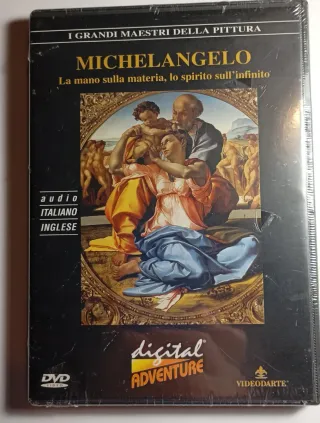 I GRANDI MAESTRI DELLA PITTURA
MICHELANGELO
La mano sulla materia, lo spirito sull'infinito
audio
ITALIANO
INGLESE
digital
ADVENTURE
DVD
VIDEO
VIDEODARTE